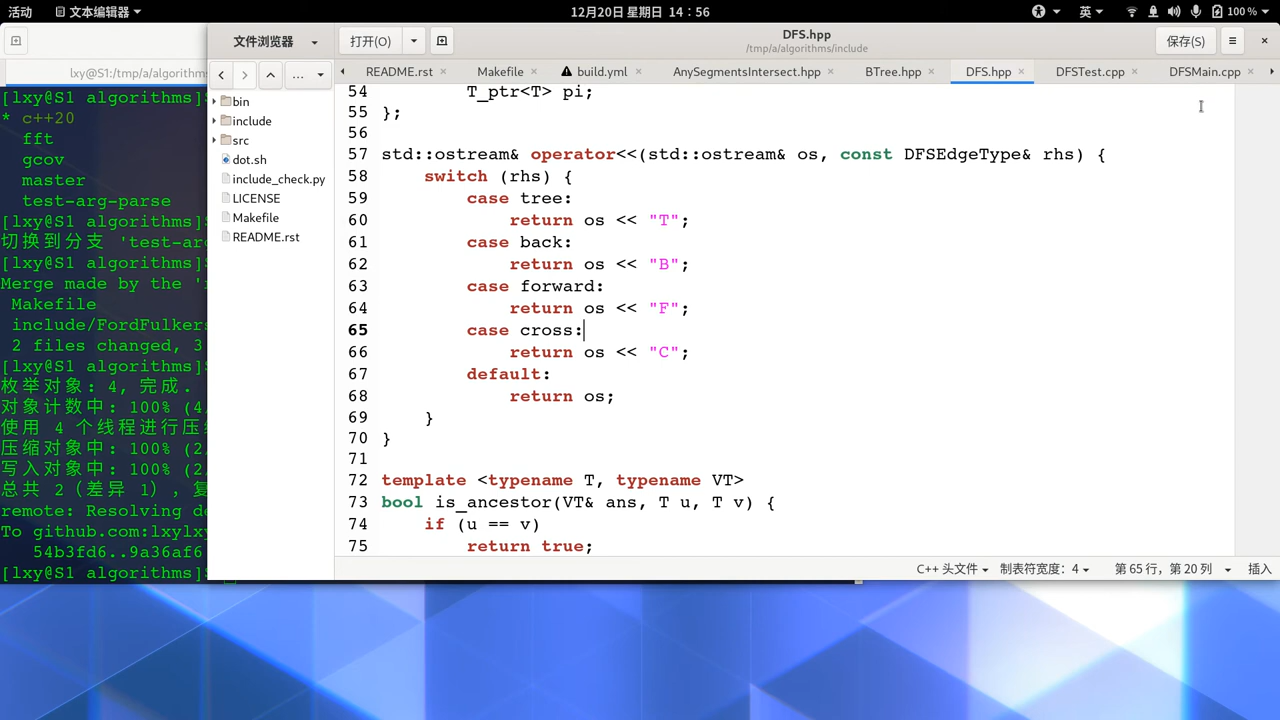 活动
文本编辑器
12月20日 星期日 14：56
英
100 %
文件浏览器
打开(O)
DFS.hpp
/tmp/a/algorithms/include
保存(S)
lxy@S1:/tmp/a/algorithms
...
README.rst
Makefile
build.yml
AnySegmentsIntersect.hpp
BTree.hpp
DFS.hpp
DFSTest.cpp
DFSMain.cpp
[lxy@S1 algorithms]
* c++20
fft
gcov
master
test-arg-parse
[lxy@S1 algorithms]
切换到分支 'test-ar
[lxy@S1 algorithms]
Merge made by the '
Makefile
include/FordFulker
2 files changed, 3
[lxy@S1 algorithms]
枚举对象: 4, 完成.
对象计数中: 100% (4
使用 4 个线程进行压
压缩对象中: 100% (2
写入对象中: 100% (2
总共 2（差异 1），复
remote: Resolving de
To github.com:lxylxy
54b3fd6..9a36af6
[lxy@S1 algorithms]
bin
include
src
dot.sh
include_check.py
LICENSE
Makefile
README.rst
54 T_ptr<T> pi;
55 };
56
57 std::ostream& operator<<(std::ostream& os, const DFSEdgeType& rhs) {
58 switch (rhs) {
59 case tree:
60 return os << "T";
61 case back:
62 return os << "B";
63 case forward:
64 return os << "F";
65 case cross:
66 return os << "C";
67 default:
68 return os;
69 }
70 }
71
72 template <typename T, typename VT>
73 bool is_ancestor(VT& ans, T u, T v) {
74 if (u == v)
75 return true;
C++ 头文件
制表符宽度：4
第 65 行，第 20 列
插入